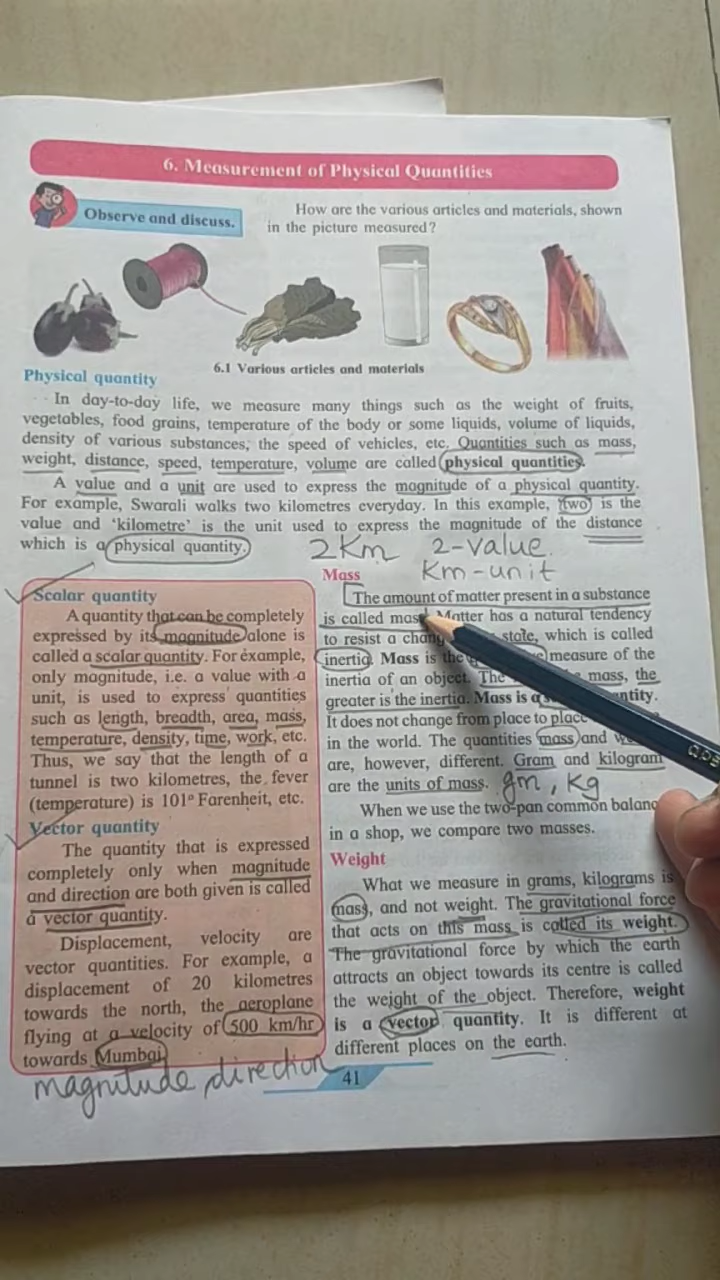 6. Measurement of Physical Quantities
Observe and discuss.
How are the various articles and materials, shown
in the picture measured?
6.1 Various articles and materials
Physical quantity
In day-to-day life, we measure many things such as the weight of fruits,
vegetables, food grains, temperature of the body or some liquids, volume of liquids,
density of various substances, the speed of vehicles, etc. Quantities such as mass,
weight, distance, speed, temperature, volume are called physical quantities.
A value and a unit are used to express the magnitude of a physical quantity.
For example, Swarali walks two kilometres everyday. In this example, 'two' is the
value and 'kilometre' is the unit used to express the magnitude of the distance
which is a physical quantity.
2 Km 2-value
Km-unit
Scalar quantity
A quantity that can be completely
expressed by its magnitude alone is
called a scalar quantity. For example,
only magnitude, i.e. a value with a
unit, is used to express quantities
such as length, breadth, area, mass,
temperature, density, time, work, etc.
Thus, we say that the length of a
tunnel is two kilometres, the fever
(temperature) is 101° Farenheit, etc.
Vector quantity
The quantity that is expressed
completely only when magnitude
and direction are both given is called
a vector quantity.
Displacement, velocity are
vector quantities. For example, a
displacement of 20 kilometres
towards the north, the aeroplane
flying at a velocity of 500 km/hr
towards Mumbai
magnitude, direction
Mass
The amount of matter present in a substance
is called mass Matter has a natural tendency
to resist a state, which is called
inertia. Mass is the measure of the
inertia of an object. The mass, the
greater is the inertia. Mass is a
It does not change from place to place
in the world. The quantities mass and
are, however, different. Gram and kilogram
are the units of mass. gm, kg
When we use the two-pan common
in a shop, we compare two masses.
Weight
What we measure in grams, kilograms is
mass, and not weight. The gravitational force
that acts on this mass is called its weight.
The gravitational force by which the earth
attracts an object towards its centre is called
the weight of the object. Therefore, weight
is a vector quantity. It is different at
different places on the earth.
41